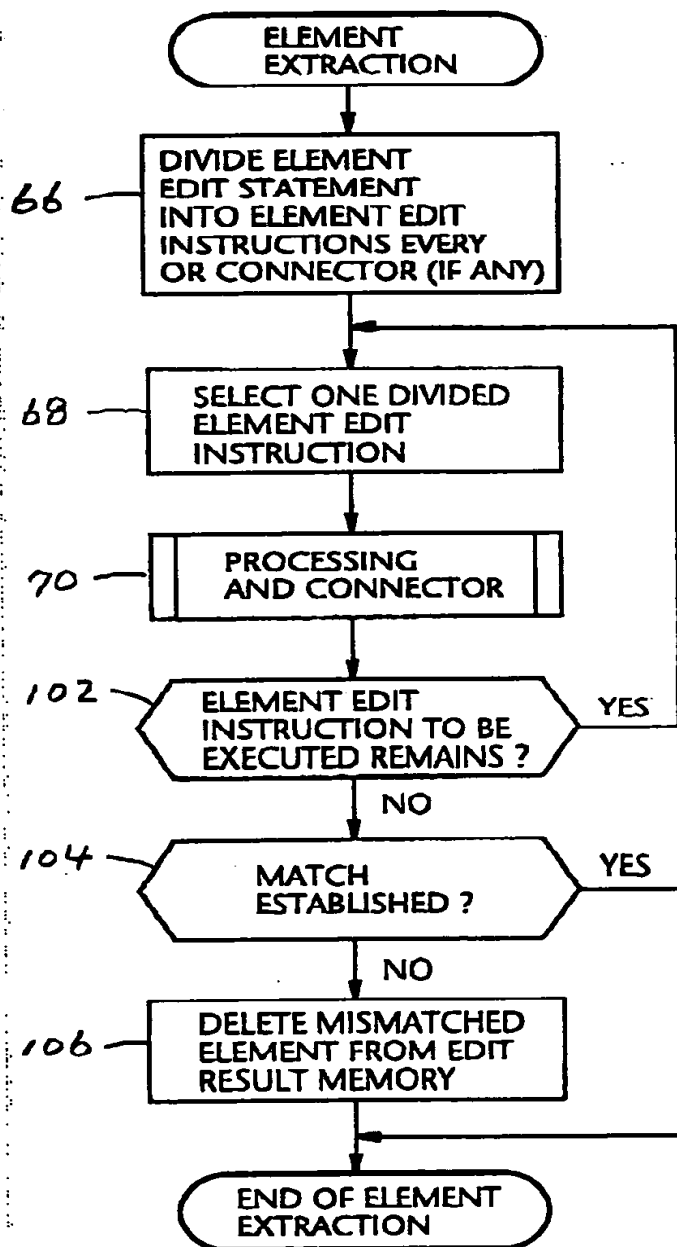 ELEMENT
EXTRACTION
66
DIVIDE ELEMENT
EDIT STATEMENT
INTO ELEMENT EDIT
INSTRUCTIONS EVERY
OR CONNECTOR (IF ANY)
68
SELECT ONE DIVIDED
ELEMENT EDIT
INSTRUCTION
70
PROCESSING
AND CONNECTOR
102
ELEMENT EDIT
INSTRUCTION TO BE
EXECUTED REMAINS ?
YES
NO
104
MATCH
ESTABLISHED ?
YES
NO
106
DELETE MISMATCHED
ELEMENT FROM EDIT
RESULT MEMORY
END OF ELEMENT
EXTRACTION